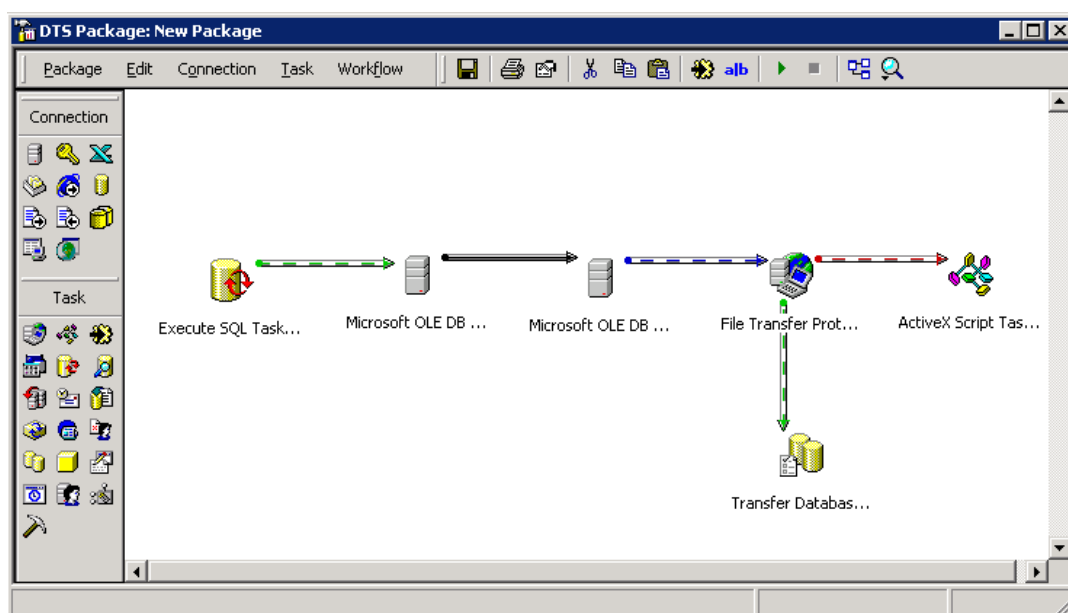 DTS Package: New Package
Package Edit Connection Task Workflow a|b
Connection
Task
Execute SQL Task...
Microsoft OLE DB ...
Microsoft OLE DB ...
File Transfer Prot...
ActiveX Script Tas...
Transfer Databas...